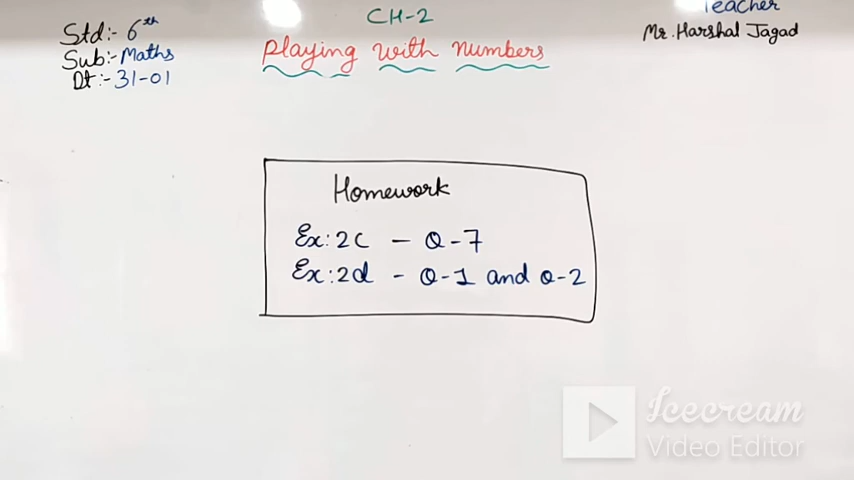 Std:- 6th
Sub:- Maths
Dt:- 31-01
CH-2
Playing with Numbers
Teacher
Mr. Harshal Jagad
Homework
Ex: 2c - Q-7
Ex: 2d - Q-1 and Q-2
Icecream
Video Editor